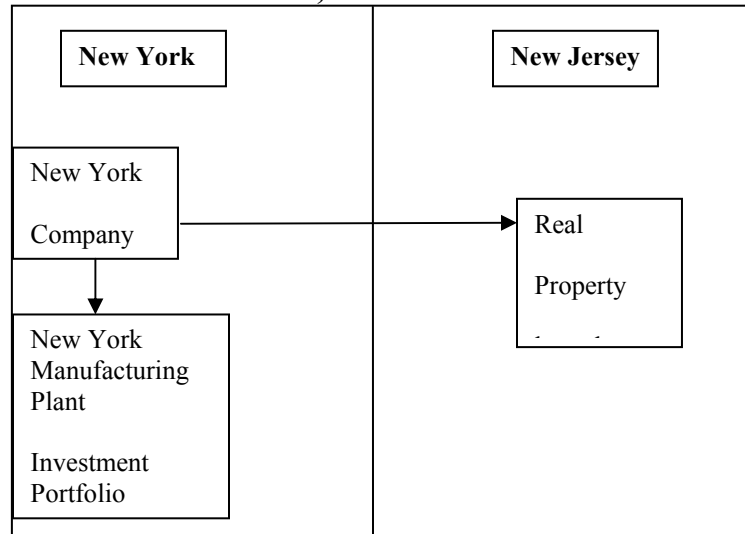 New York
New Jersey
New York
Company
Real
Property
New York
Manufacturing
Plant
Investment
Portfolio